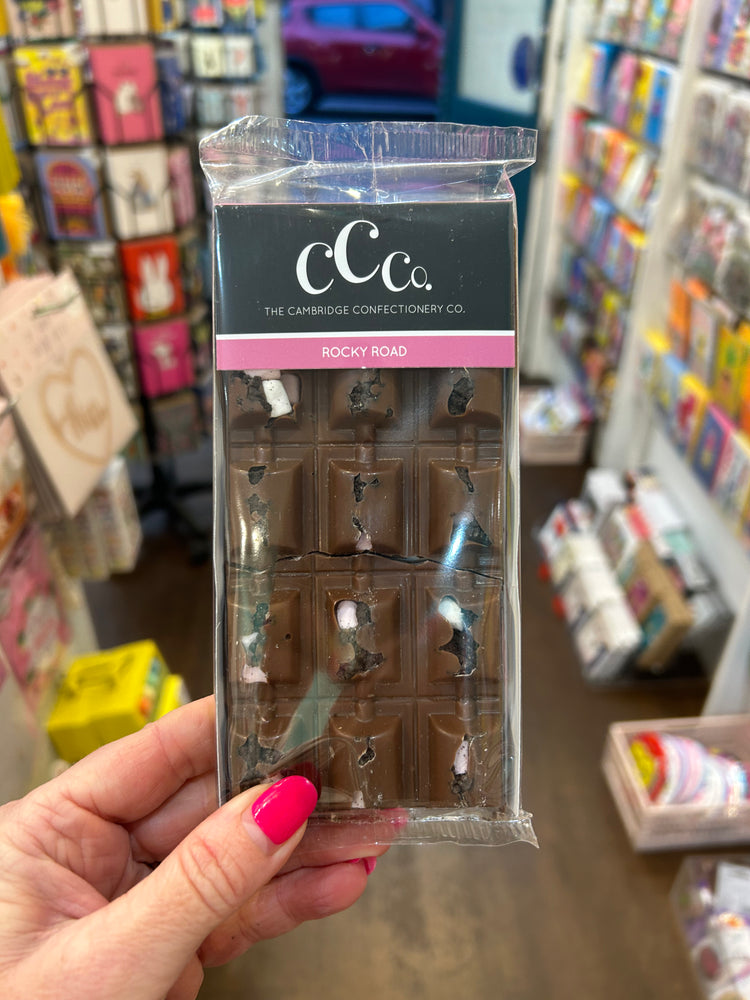 CCCo.
THE CAMBRIDGE CONFECTIONERY CO.
ROCKY ROAD